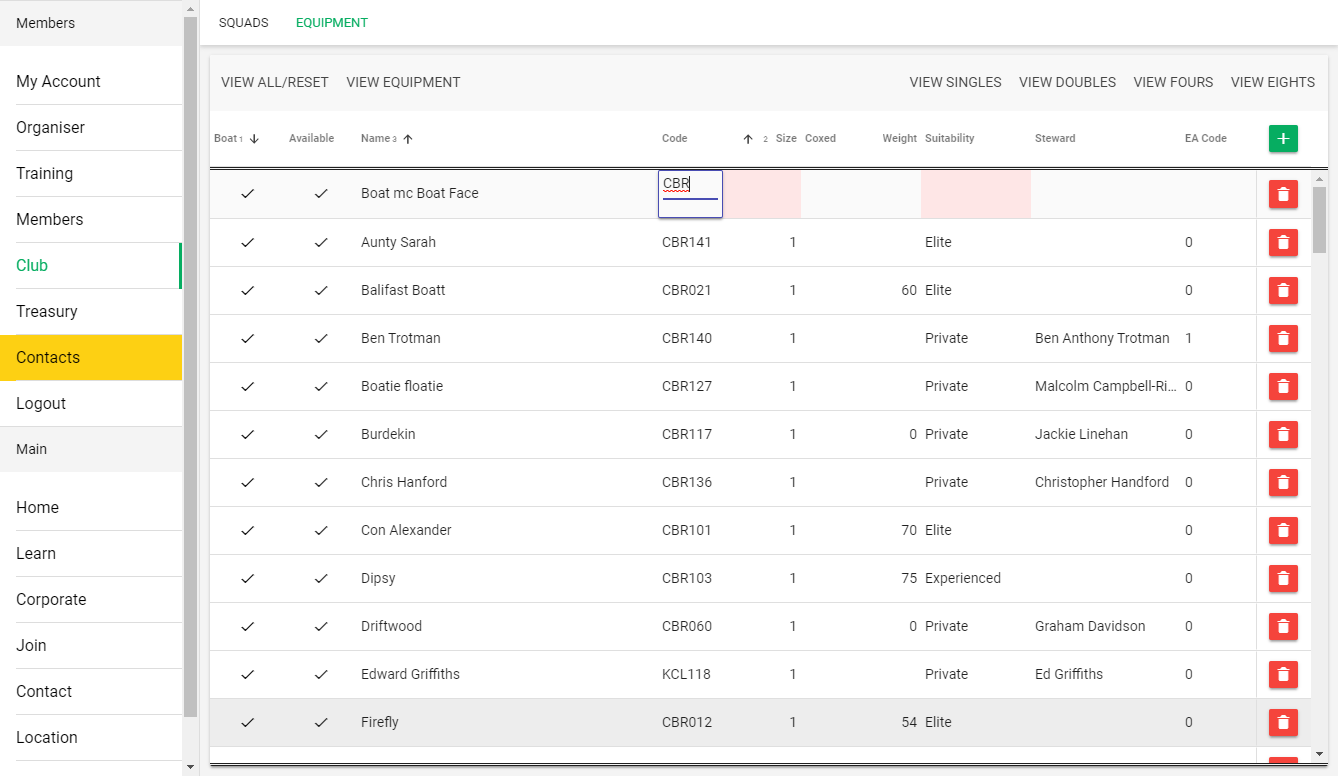 Members
My Account
Organiser
Training
Members
Club
Treasury
Contacts
Logout
Main
Home
Learn
Corporate
Join
Contact
Location
SQUADS EQUIPMENT
VIEW ALL/RESET VIEW EQUIPMENT VIEW SINGLES VIEW DOUBLES VIEW FOURS VIEW EIGHTS
Boat 1 Available Name 3 Code 2 Size Coxed Weight Suitability Steward EA Code
Boat mc Boat Face CBR
Aunty Sarah CBR141 1 Elite 0
Balifast Boatt CBR021 1 60 Elite 0
Ben Trotman CBR140 1 Private Ben Anthony Trotman 1
Boatie floatie CBR127 1 Private Malcolm Campbell-Ri... 0
Burdekin CBR117 1 0 Private Jackie Linehan 0
Chris Hanford CBR136 1 Private Christopher Handford 0
Con Alexander CBR101 1 70 Elite 0
Dipsy CBR103 1 75 Experienced 0
Driftwood CBR060 1 0 Private Graham Davidson 0
Edward Griffiths KCL118 1 Private Ed Griffiths 0
Firefly CBR012 1 54 Elite 0